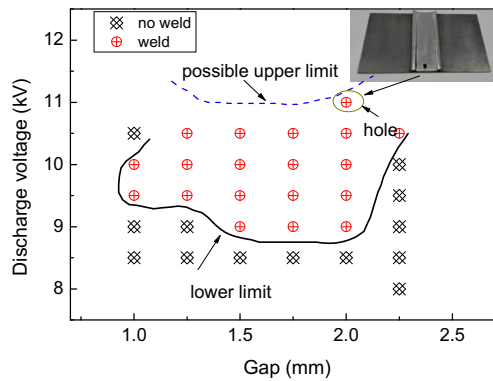 no weld
weld
possible upper limit
hole
lower limit
Discharge voltage (kV)
12
11
10
9
8
1.0
1.5
2.0
2.5
Gap (mm)